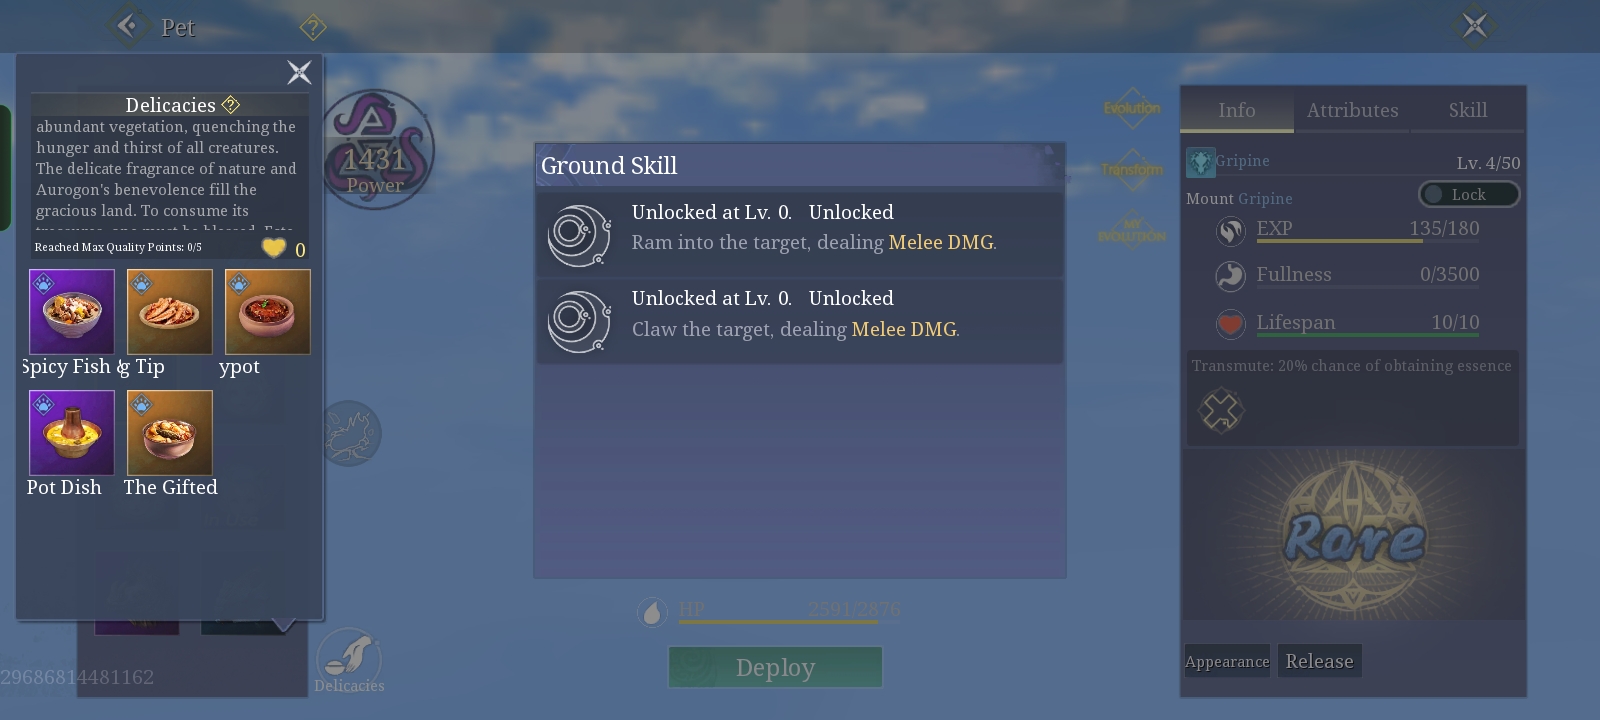 Pet
Delicacies
abundant vegetation, quenching the
hunger and thirst of all creatures.
The delicate fragrance of nature and
Aurogon's benevolence fill the
gracious land. To consume its
Reached Max Quality Points: 0/5
0
Spicy Fish &
g Tip
ypot
Pot Dish
The Gifted
29686814481162
1431
Power
Delicacies
Ground Skill
Unlocked at Lv. 0. Unlocked
Ram into the target, dealing Melee DMG.
Unlocked at Lv. 0. Unlocked
Claw the target, dealing Melee DMG.
HP 2591/2876
Deploy
Evolution
Transform
EVOLUTION
Info Attributes Skill
Gripine Lv. 4/50
Mount Gripine Lock
EXP 135/180
Fullness 0/3500
Lifespan 10/10
Transmute: 20% chance of obtaining essence
Rare
Appearance Release